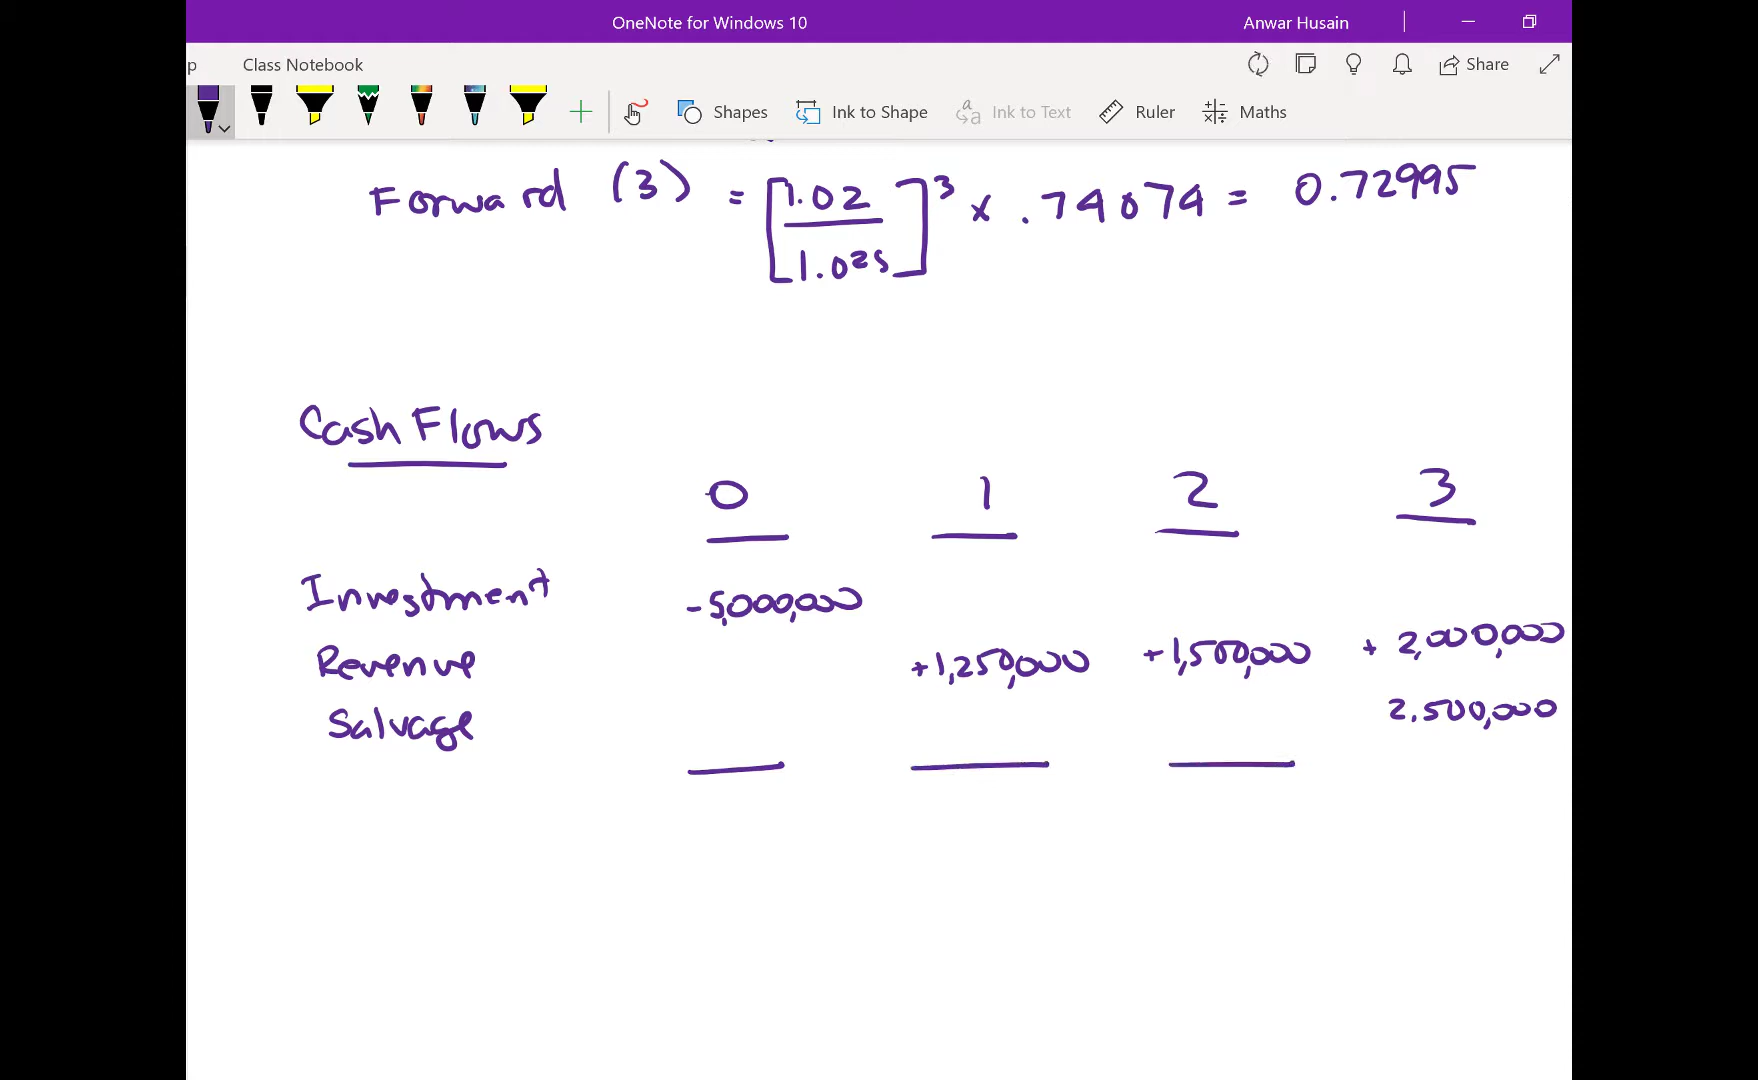 OneNote for Windows 10 Anwar Husain
p Class Notebook Share
Shapes Ink to Shape Ink to Text Ruler Maths
Forward (3) = [1.02 / 1.025]³ x .74074 = 0.72995
Cash Flows
0 1 2 3
Investment - 5,000,000
Revenue +1,250,000 +1,500,000 + 2,000,000
Salvage 2.500,000